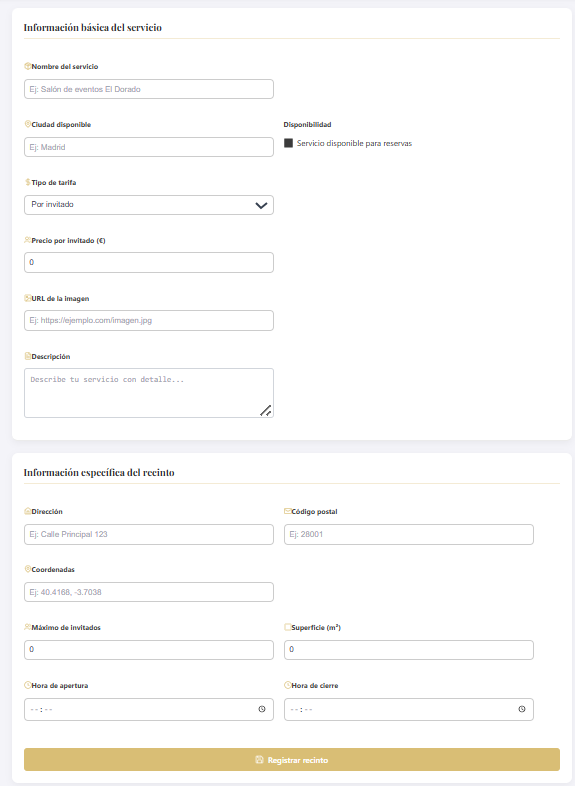 Información básica del servicio
Nombre del servicio
Ej: Salón de eventos El Dorado
Ciudad disponible
Ej: Madrid
Disponibilidad
Servicio disponible para reservas
Tipo de tarifa
Por invitado
Precio por invitado (€)
0
URL de la imagen
Ej: https://ejemplo.com/imagen.jpg
Descripción
Describe tu servicio con detalle...
Información específica del recinto
Dirección
Ej: Calle Principal 123
Código postal
Ej: 28001
Coordenadas
Ej: 40.4168, -3.7038
Máximo de invitados
0
Superficie (m²)
0
Hora de apertura
--:--
Hora de cierre
--:--
Registrar recinto